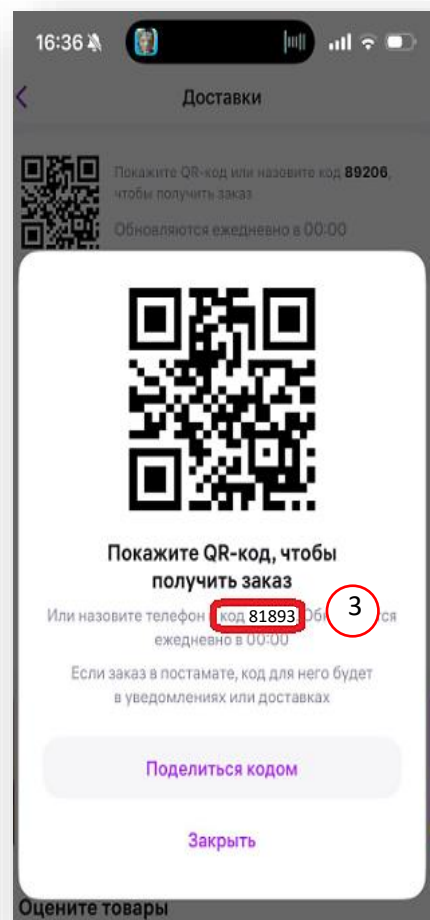 16:36
Доставки
Покажите QR-код или назовите код 89206,
чтобы получить заказ
Обновляются ежедневно в 00:00
Покажите QR-код, чтобы
получить заказ
Или назовите телефон код 81893 3
ежедневно в 00:00
Если заказ в постамате, код для него будет
в уведомлениях или доставках
Поделиться кодом
Закрыть
Оцените товары